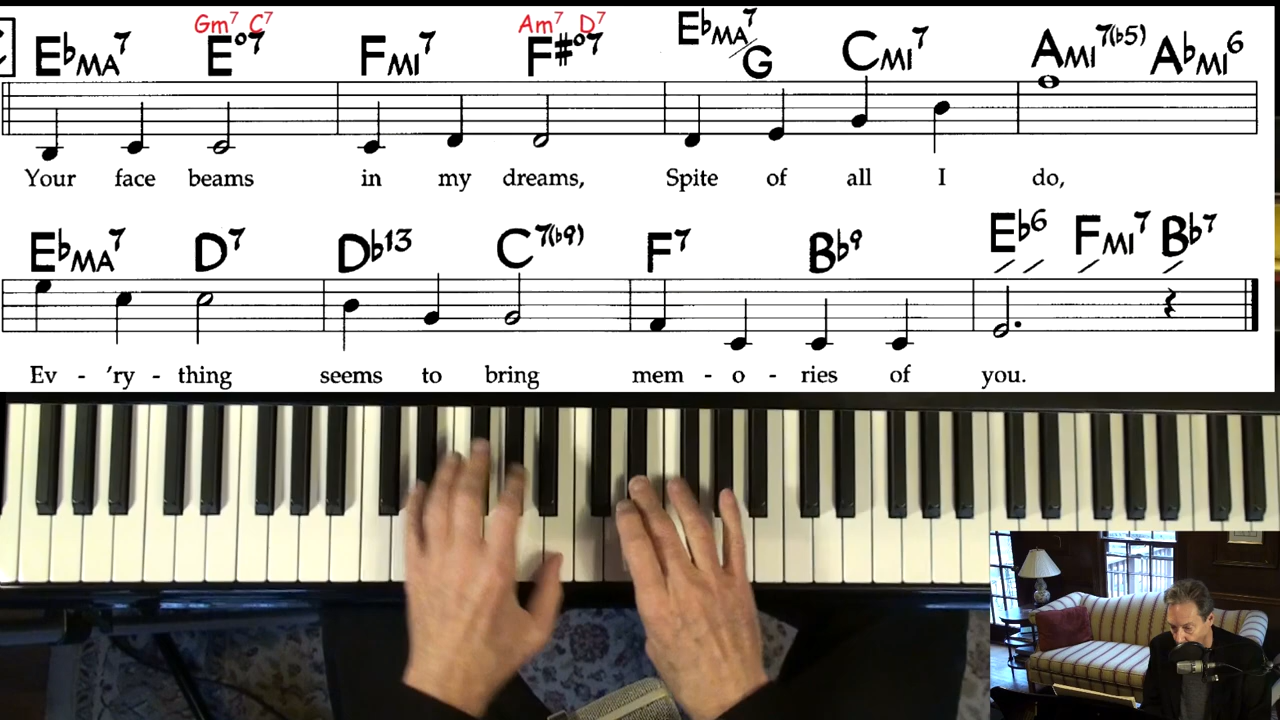 Gm7 C7 Am7 D7
C E♭MA7 E°7 FMI7 F#°7 E♭MA7/G CMI7 AMI7(♭5) A♭MI6
Your face beams in my dreams, Spite of all I do,
E♭MA7 D7 D♭13 C7(♭9) F7 B♭9 E♭6 FMI7 B♭7
Ev - 'ry - thing seems to bring mem - o - ries of you.